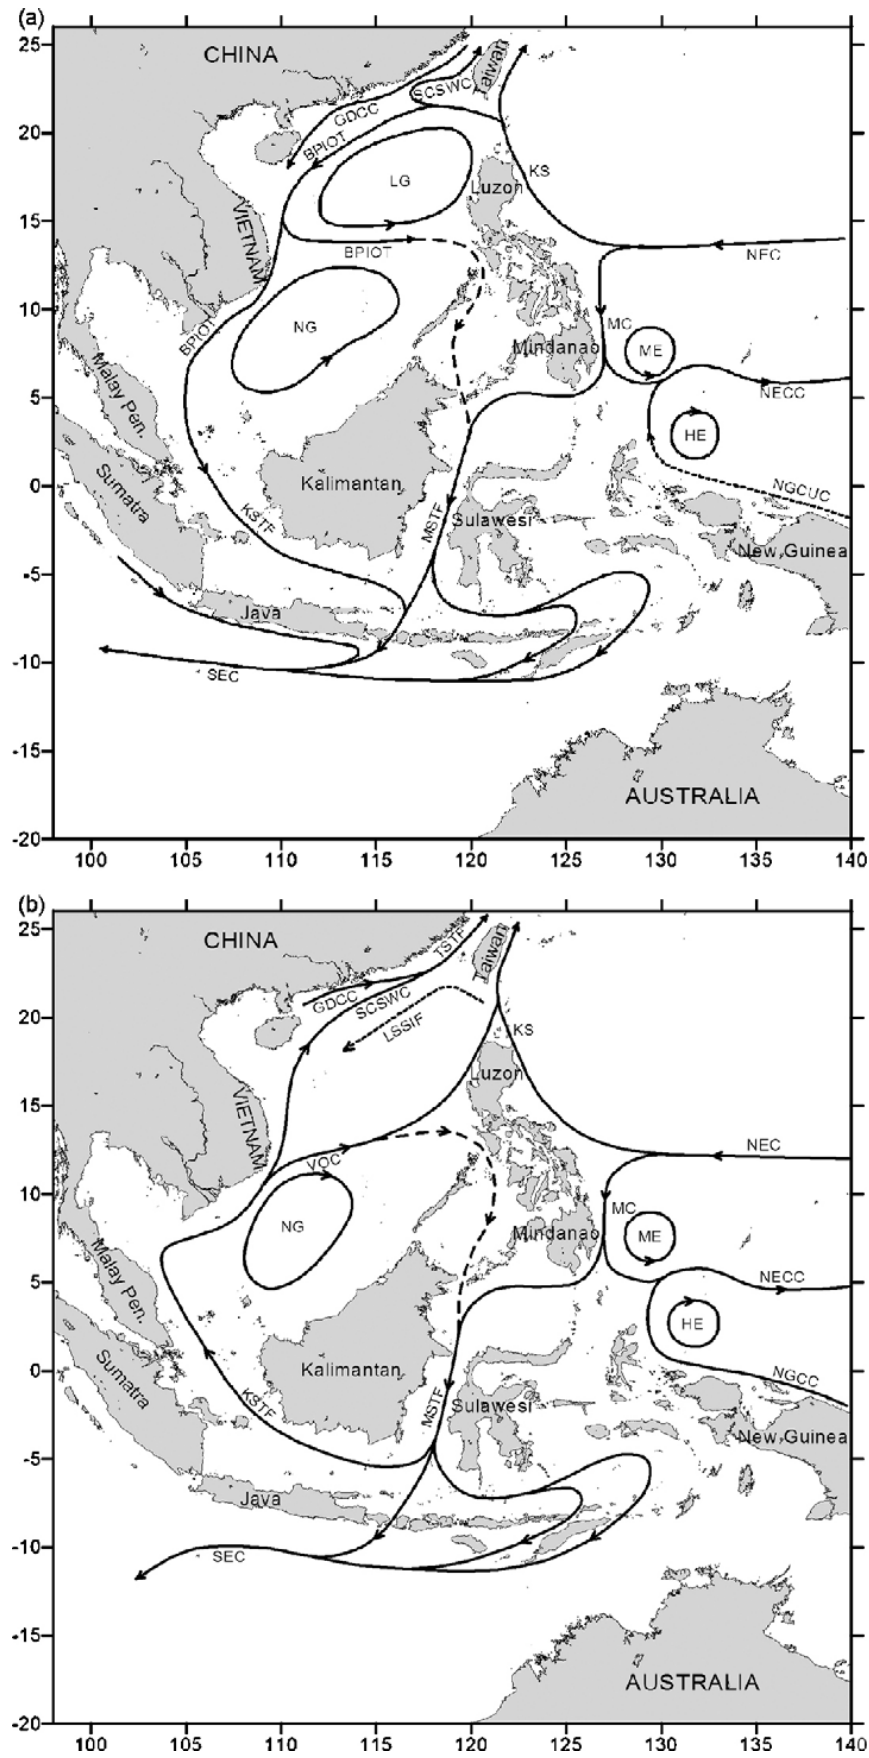 (a)
25
20
15
10
5
0
-5
-10
-15
-20
100
105
110
115
120
125
130
135
140
CHINA
Taiwan
SCSWC
GDCC
BPIOT
LG
Luzon
KS
VIETNAM
BPIOT
NEC
BPIOT
NG
MC
ME
Mindanao
Malay Pen.
NECC
HE
Sumatra
Kalimantan
NGCUC
KSTF
MSTF
Sulawesi
New Guinea
Java
SEC
AUSTRALIA
(b)
25
20
15
10
5
0
-5
-10
-15
-20
100
105
110
115
120
125
130
135
140
CHINA
TSTF
Taiwan
GDCC
SCSWC
LSSIF
KS
Luzon
VIETNAM
NEC
VOC
NG
MC
ME
Mindanao
Malay Pen.
NECC
HE
Sumatra
Kalimantan
NGCC
KSTF
MSTF
Sulawesi
New Guinea
Java
SEC
AUSTRALIA